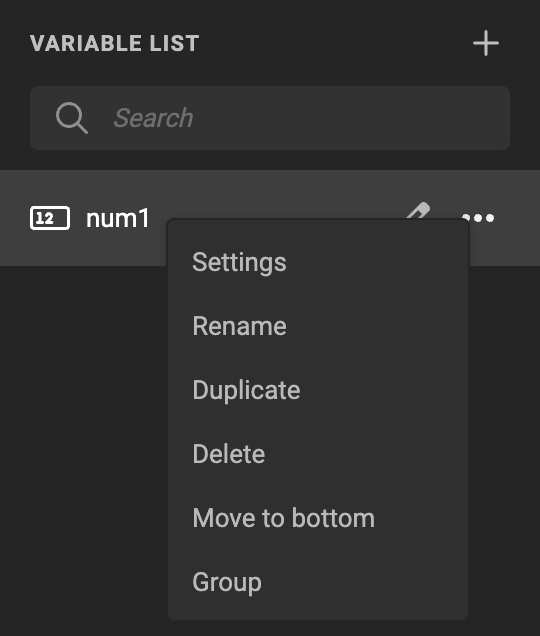 VARIABLE LIST
Search
12 num1
Settings
Rename
Duplicate
Delete
Move to bottom
Group